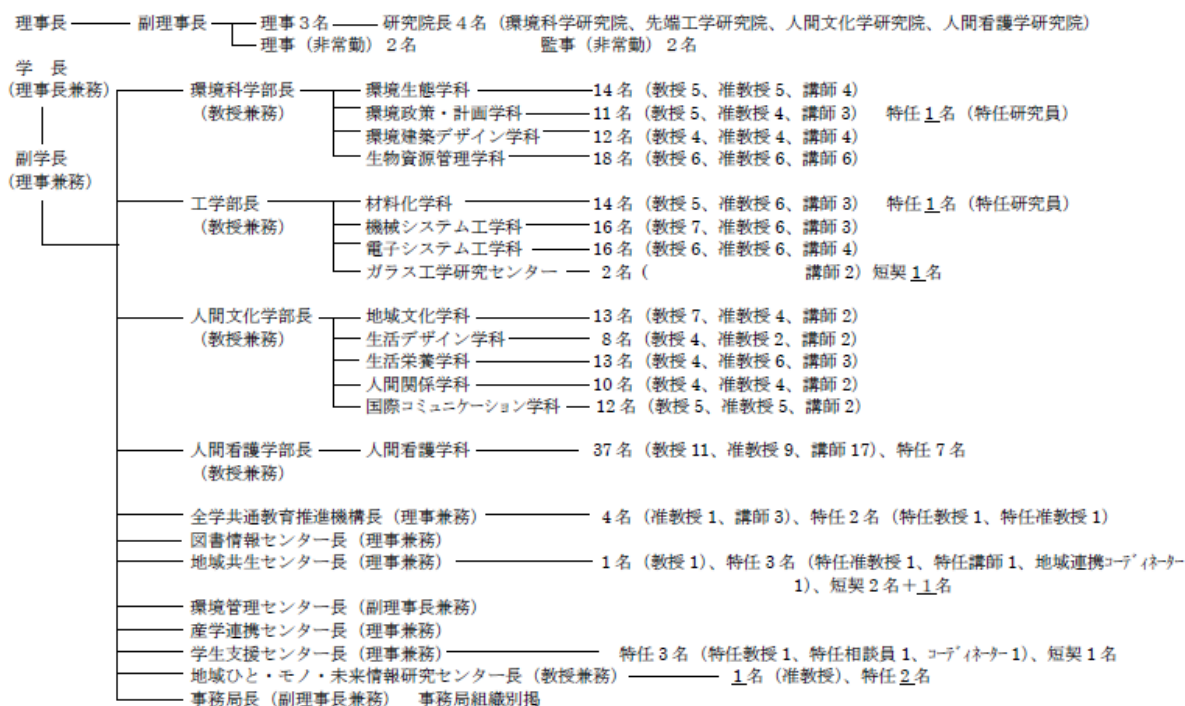 理事長 副理事長 理事3名 研究院長4名（環境科学研究院、先端工学研究院、人間文化学研究院、人間看護学研究院）
理事（非常勤）2名 監事（非常勤）2名
学 長
（理事長兼務） 環境科学部長 環境生態学科 14名（教授5、准教授5、講師4）
（教授兼務） 環境政策・計画学科 11名（教授5、准教授4、講師3） 特任1名（特任研究員）
環境建築デザイン学科 12名（教授4、准教授4、講師4）
副学長 生物資源管理学科 18名（教授6、准教授6、講師6）
（理事兼務）
工学部長 材料化学科 14名（教授5、准教授6、講師3） 特任1名（特任研究員）
（教授兼務） 機械システム工学科 16名（教授7、准教授6、講師3）
電子システム工学科 16名（教授6、准教授6、講師4）
ガラス工学研究センター 2名（ 講師2）短契1名
人間文化学部長 地域文化学科 13名（教授7、准教授4、講師2）
（教授兼務） 生活デザイン学科 8名（教授4、准教授2、講師2）
生活栄養学科 13名（教授4、准教授6、講師3）
人間関係学科 10名（教授4、准教授4、講師2）
国際コミュニケーション学科 12名（教授5、准教授5、講師2）
人間看護学部長 人間看護学科 37名（教授11、准教授9、講師17）、特任7名
（教授兼務）
全学共通教育推進機構長（理事兼務） 4名（准教授1、講師3）、特任2名（特任教授1、特任准教授1）
図書情報センター長（理事兼務）
地域共生センター長（理事兼務） 1名（教授1）、特任3名（特任准教授1、特任講師1、地域連携コーディネーター
1）、短契2名＋1名
環境管理センター長（副理事長兼務）
産学連携センター長（理事兼務）
学生支援センター長（理事兼務） 特任3名（特任教授1、特任相談員1、コーディネーター1）、短契1名
地域ひと・モノ・未来情報研究センター長（教授兼務） 1名（准教授）、特任2名
事務局長（副理事長兼務） 事務局組織別掲